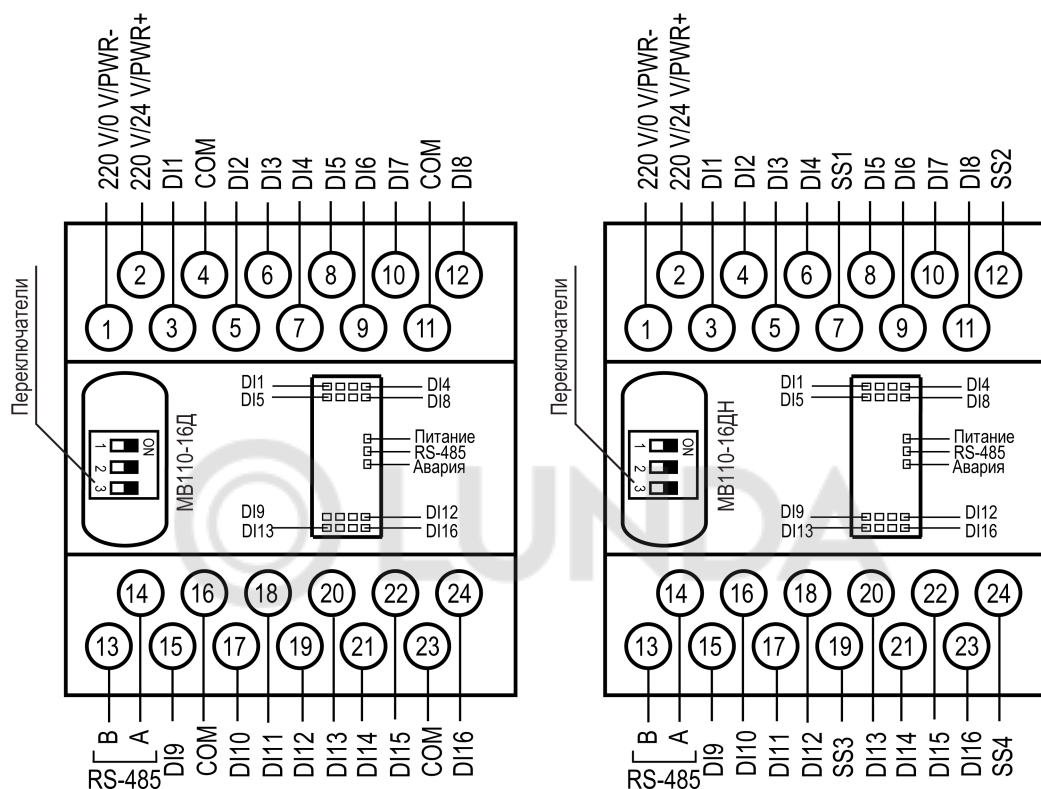 220 V/0 V/PWR-
220 V/24 V/PWR+
DI1
COM
DI2
DI3
DI4
DI5
DI6
DI7
COM
DI8
2
4
6
8
10
12
1
3
5
7
9
11
Переключатели
1
2
3
ON
МВ110-16Д
DI1
DI4
DI5
DI8
Питание
RS-485
Авария
DI9
DI12
DI13
DI16
14
16
18
20
22
24
13
15
17
19
21
23
B
A
RS-485
DI9
COM
DI10
DI11
DI12
DI13
DI14
DI15
COM
DI16
220 V/0 V/PWR-
220 V/24 V/PWR+
DI1
DI2
DI3
DI4
SS1
DI5
DI6
DI7
DI8
SS2
2
4
6
8
10
12
1
3
5
7
9
11
Переключатели
1
2
3
ON
МВ110-16ДН
DI1
DI4
DI5
DI8
Питание
RS-485
Авария
DI9
DI12
DI13
DI16
14
16
18
20
22
24
13
15
17
19
21
23
B
A
RS-485
DI9
DI10
DI11
DI12
SS3
DI13
DI14
DI15
DI16
SS4
LUNDA